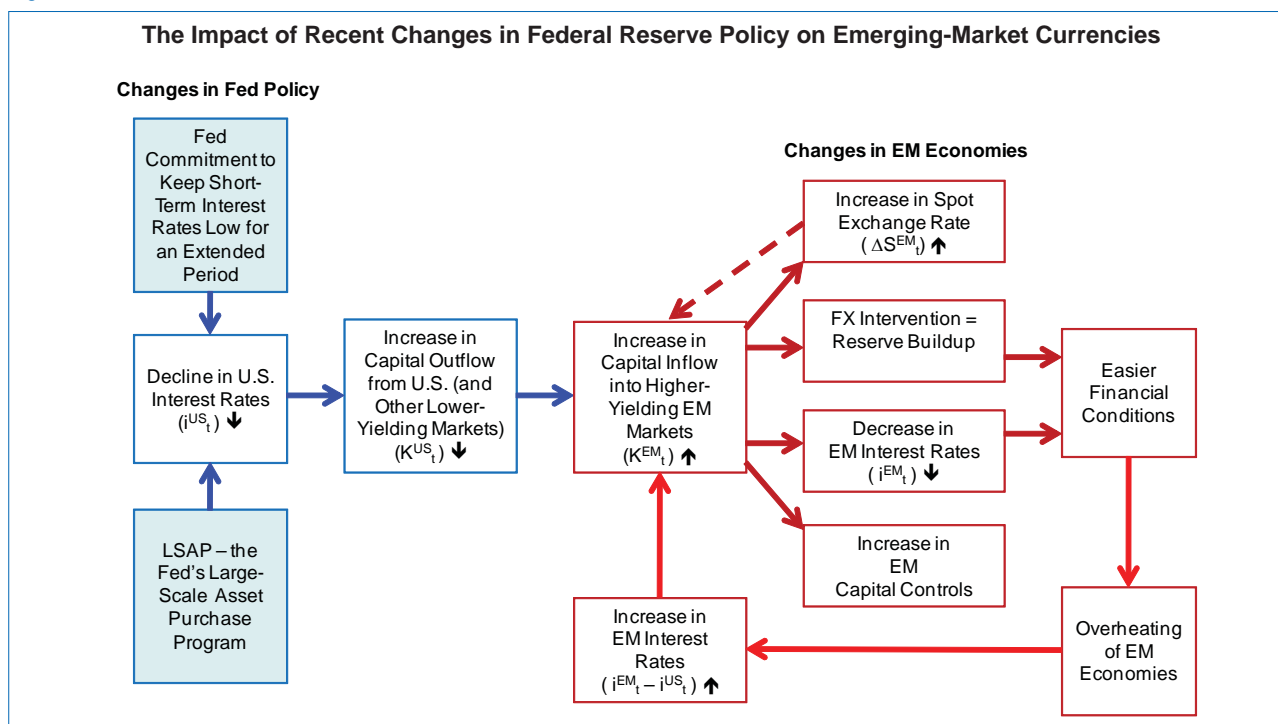 The Impact of Recent Changes in Federal Reserve Policy on Emerging-Market Currencies
Changes in Fed Policy
Fed
Commitment to
Keep Short-
Term Interest
Rates Low for
an Extended
Period
Decline in U.S.
Interest Rates
(i^US_t) 🡻
LSAP – the
Fed's Large-
Scale Asset
Purchase
Program
Increase in
Capital Outflow
from U.S. (and
Other Lower-
Yielding Markets)
(K^US_t) 🡻
Increase in
Capital Inflow
into Higher-
Yielding EM
Markets
(K^EM_t) 🡹
Changes in EM Economies
Increase in Spot
Exchange Rate
( ΔS^EM_t) 🡹
FX Intervention =
Reserve Buildup
Decrease in
EM Interest Rates
( i^EM_t) 🡻
Increase in
EM
Capital Controls
Easier
Financial
Conditions
Overheating
of EM
Economies
Increase in
EM Interest
Rates
( i^EM_t – i^US_t) 🡹